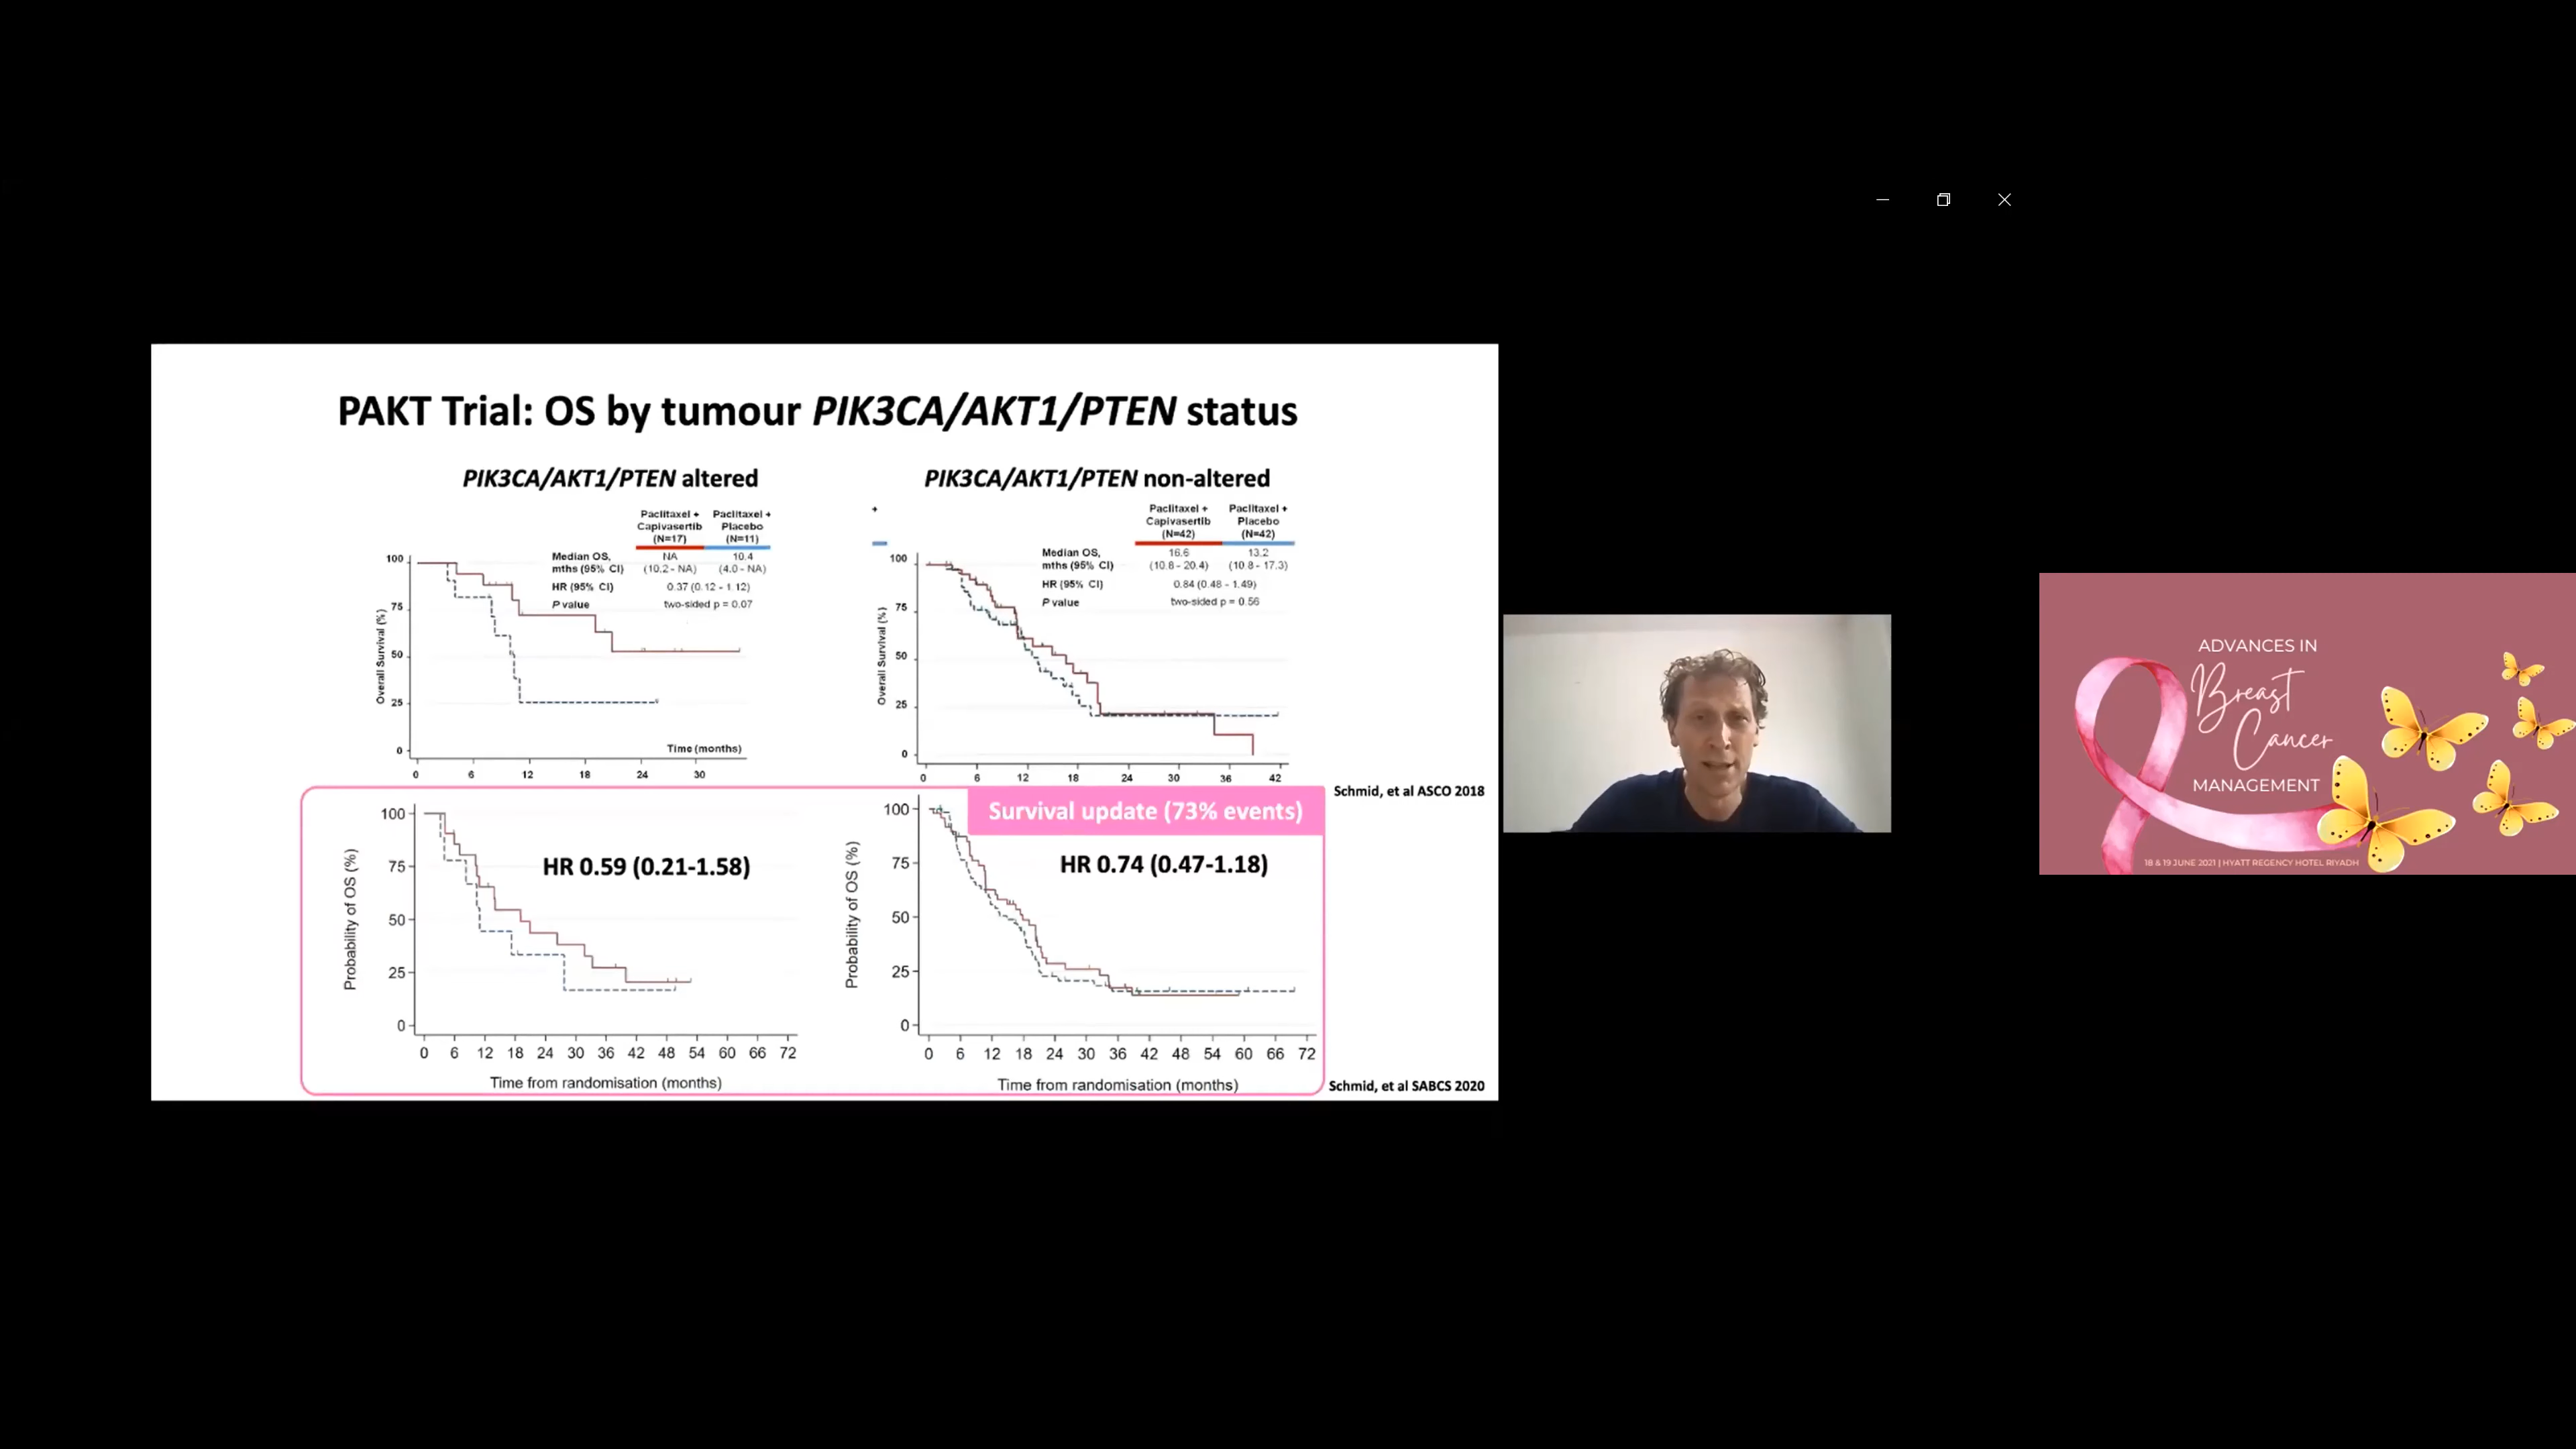 PAKT Trial: OS by tumour PIK3CA/AKT1/PTEN status
PIK3CA/AKT1/PTEN altered
Paclitaxel + Paclitaxel +
Capivasertib Placebo
(N=17) (N=11)
Median OS, NA 10.4
mths (95% CI) (10.2 - NA) (4.0 - NA)
HR (95% CI) 0.37 (0.12 - 1.12)
P value two-sided p = 0.07
Overall Survival (%)
100
75
50
25
0
Time (months)
0 6 12 18 24 30
PIK3CA/AKT1/PTEN non-altered
+
Paclitaxel + Paclitaxel +
Capivasertib Placebo
(N=42) (N=42)
Median OS, 16.6 13.2
mths (95% CI) (10.8 - 20.4) (10.8 - 17.3)
HR (95% CI) 0.84 (0.48 - 1.49)
P value two-sided p = 0.56
Overall Survival (%)
100
75
50
25
0
0 6 12 18 24 30 36 42
Schmid, et al ASCO 2018
Survival update (73% events)
HR 0.59 (0.21-1.58)
Probability of OS (%)
100
75
50
25
0
0 6 12 18 24 30 36 42 48 54 60 66 72
Time from randomisation (months)
HR 0.74 (0.47-1.18)
Probability of OS (%)
100
75
50
25
0
0 6 12 18 24 30 36 42 48 54 60 66 72
Time from randomisation (months)
Schmid, et al SABCS 2020
ADVANCES IN
Breast
Cancer
MANAGEMENT
18 & 19 JUNE 2021 | HYATT REGENCY HOTEL RIYADH